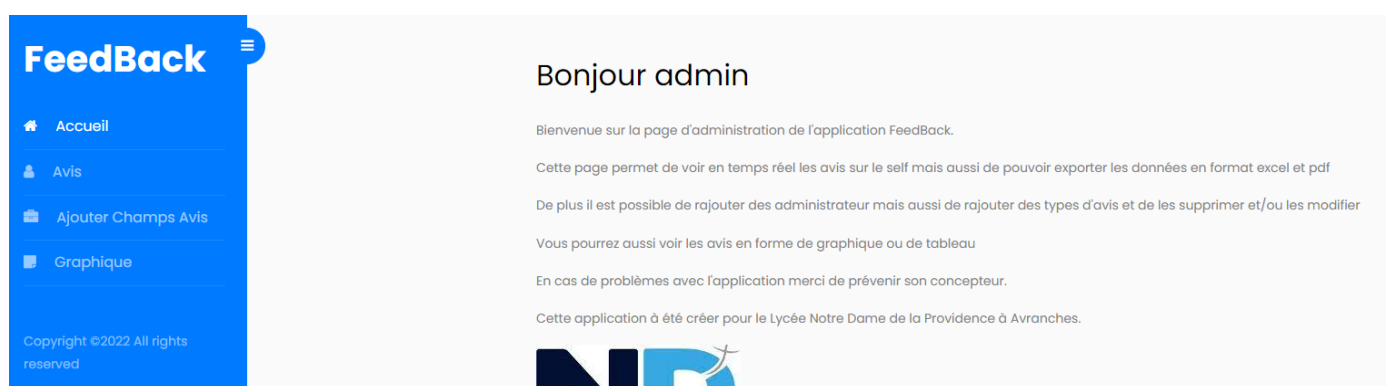 FeedBack
Accueil
Avis
Ajouter Champs Avis
Graphique
Copyright ©2022 All rights
reserved
Bonjour admin
Bienvenue sur la page d'administration de l'application FeedBack.
Cette page permet de voir en temps réel les avis sur le self mais aussi de pouvoir exporter les données en format excel et pdf
De plus il est possible de rajouter des administrateur mais aussi de rajouter des types d'avis et de les supprimer et/ou les modifier
Vous pourrez aussi voir les avis en forme de graphique ou de tableau
En cas de problèmes avec l'application merci de prévenir son concepteur.
Cette application à été créer pour le Lycée Notre Dame de la Providence à Avranches.